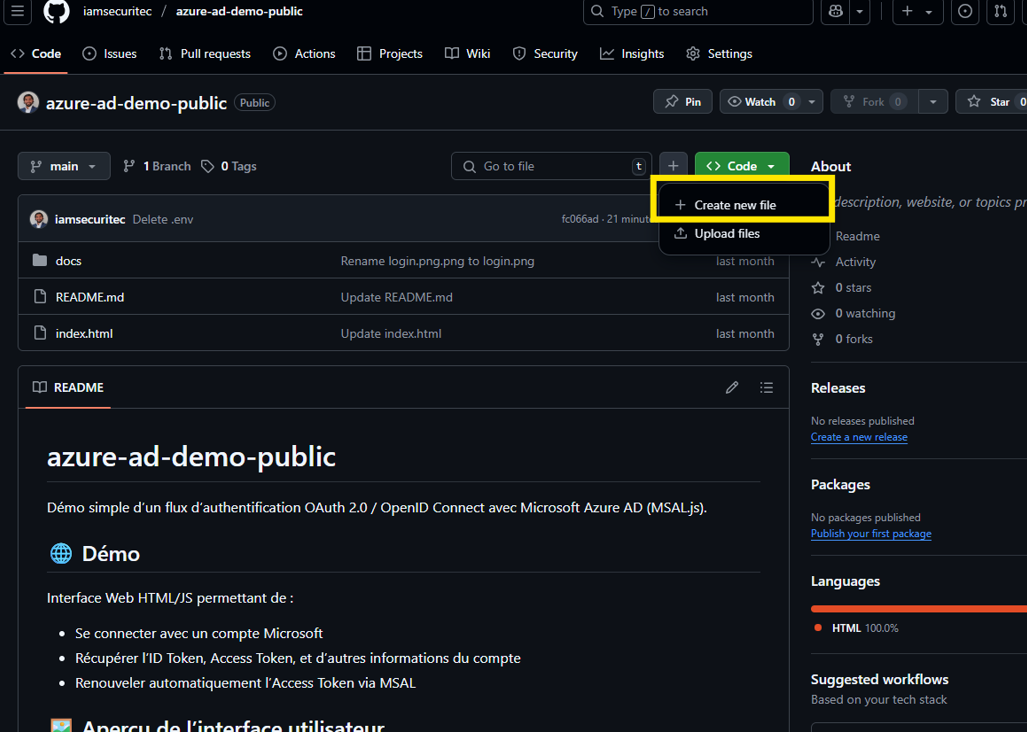 iamsecuritec / azure-ad-demo-public
Type / to search
Code Issues Pull requests Actions Projects Wiki Security Insights Settings
azure-ad-demo-public Public
Pin Watch 0 Fork 0 Star 0
main 1 Branch 0 Tags
Go to file t
Code
Create new file
Upload files
iamsecuritec Delete .env fc066ad · 21
docs Rename login.png.png to login.png last month
README.md Update README.md last month
index.html Update index.html last month
README
azure-ad-demo-public
Démo simple d’un flux d’authentification OAuth 2.0 / OpenID Connect avec Microsoft Azure AD (MSAL.js).
Démo
Interface Web HTML/JS permettant de :
Se connecter avec un compte Microsoft
Récupérer l’ID Token, Access Token, et d’autres informations du compte
Renouveler automatiquement l’Access Token via MSAL
Aperçu de l’interface utilisateur
About
description, website, or topics
Readme
Activity
0 stars
0 watching
0 forks
Releases
No releases published
Create a new release
Packages
No packages published
Publish your first package
Languages
HTML 100.0%
Suggested workflows
Based on your tech stack